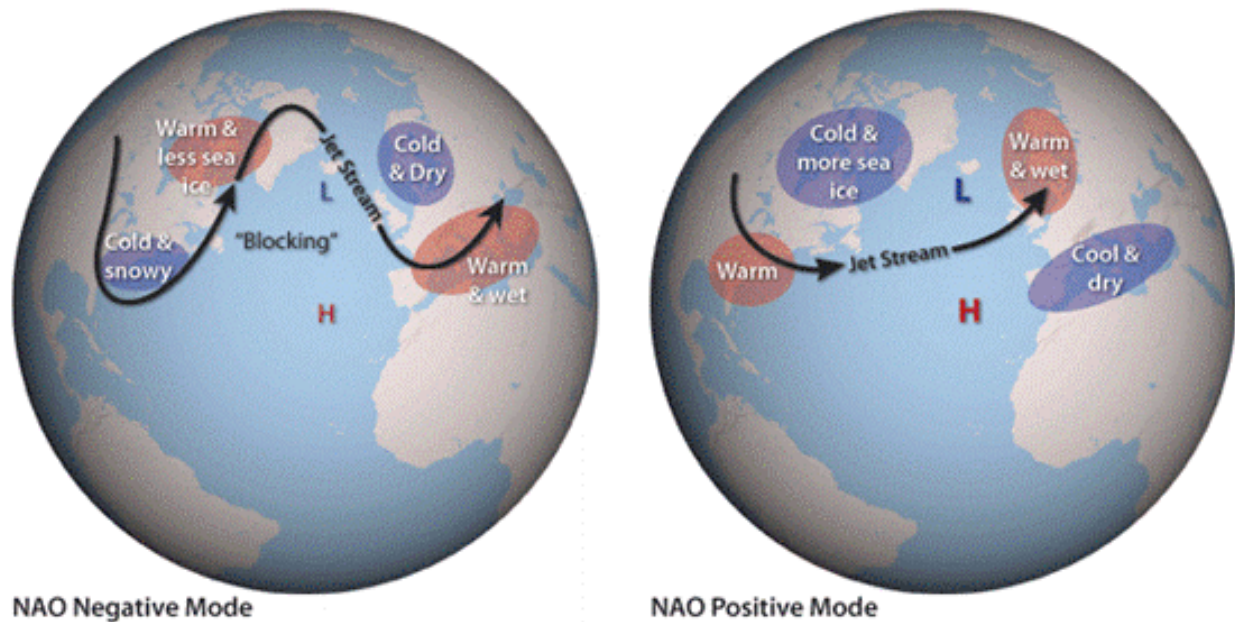 Warm &
less sea
ice
Jet Stream
Cold
& Dry
L
Cold &
snowy
"Blocking"
Warm
& wet
H
NAO Negative Mode
Cold &
more sea
ice
Warm
& wet
L
Warm
Jet Stream
Cool &
dry
H
NAO Positive Mode